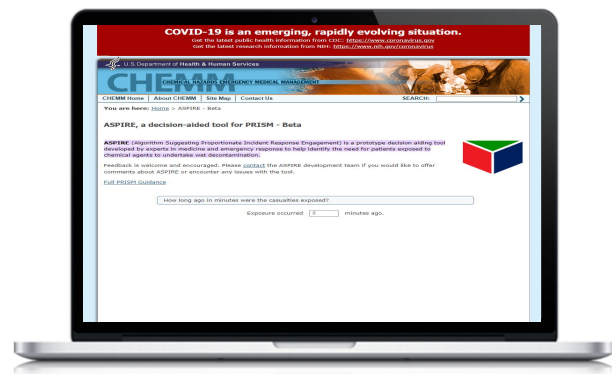 COVID-19 is an emerging, rapidly evolving situation.
Get the latest public health information from CDC: https://www.coronavirus.gov
Get the latest research information from NIH: https://www.nih.gov/coronavirus
U.S.Department of Health & Human Services
CHEMM
CHEMICAL HAZARDS EMERGENCY MEDICAL MANAGEMENT
CHEMM Home | About CHEMM | Site Map | Contact Us SEARCH:
You are here: Home > ASPIRE - Beta
ASPIRE, a decision-aided tool for PRISM - Beta
ASPIRE (Algorithm Suggesting Proportionate Incident Response Engagement) is a prototype decision aiding tool
developed by experts in medicine and emergency response to help identify the need for patients exposed to
chemical agents to undertake wet decontamination.
Feedback is welcome and encouraged. Please contact the ASPIRE development team if you would like to offer
comments about ASPIRE or encounter any issues with the tool.
Full PRISM Guidance
How long ago in minutes were the casualties exposed?
Exposure occurred 0 minutes ago.